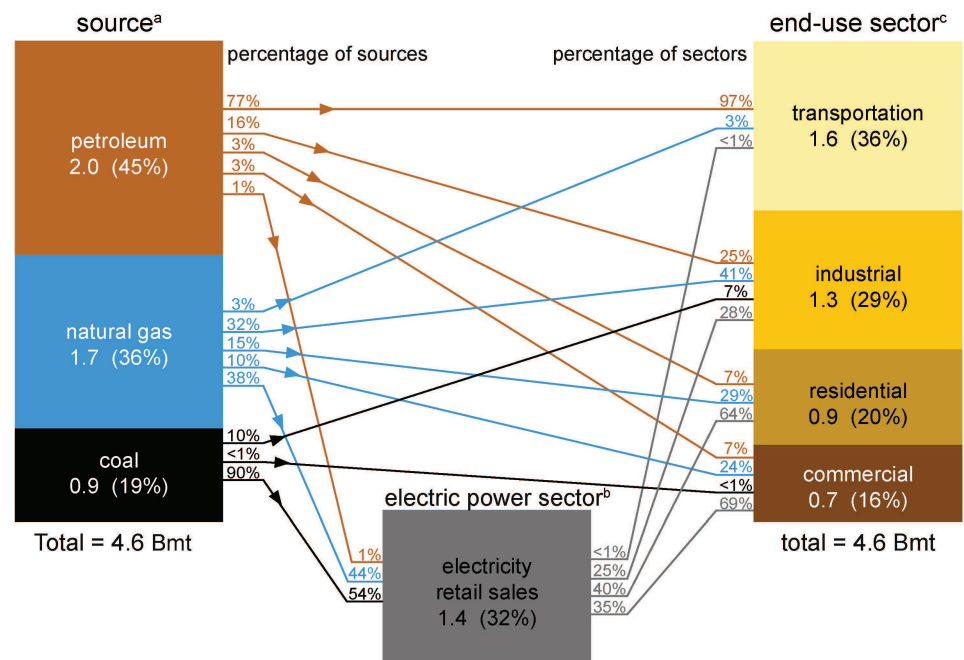 sourceᵃ
end-use sectorᶜ
percentage of sources
percentage of sectors
petroleum
2.0 (45%)
77%
16%
3%
3%
1%
natural gas
1.7 (36%)
3%
32%
15%
10%
38%
coal
0.9 (19%)
10%
<1%
90%
Total = 4.6 Bmt
electric power sectorᵇ
1%
44%
54%
electricity
retail sales
1.4 (32%)
<1%
25%
40%
35%
97%
3%
<1%
transportation
1.6 (36%)
25%
41%
7%
28%
industrial
1.3 (29%)
7%
29%
64%
residential
0.9 (20%)
7%
24%
<1%
69%
commercial
0.7 (16%)
total = 4.6 Bmt